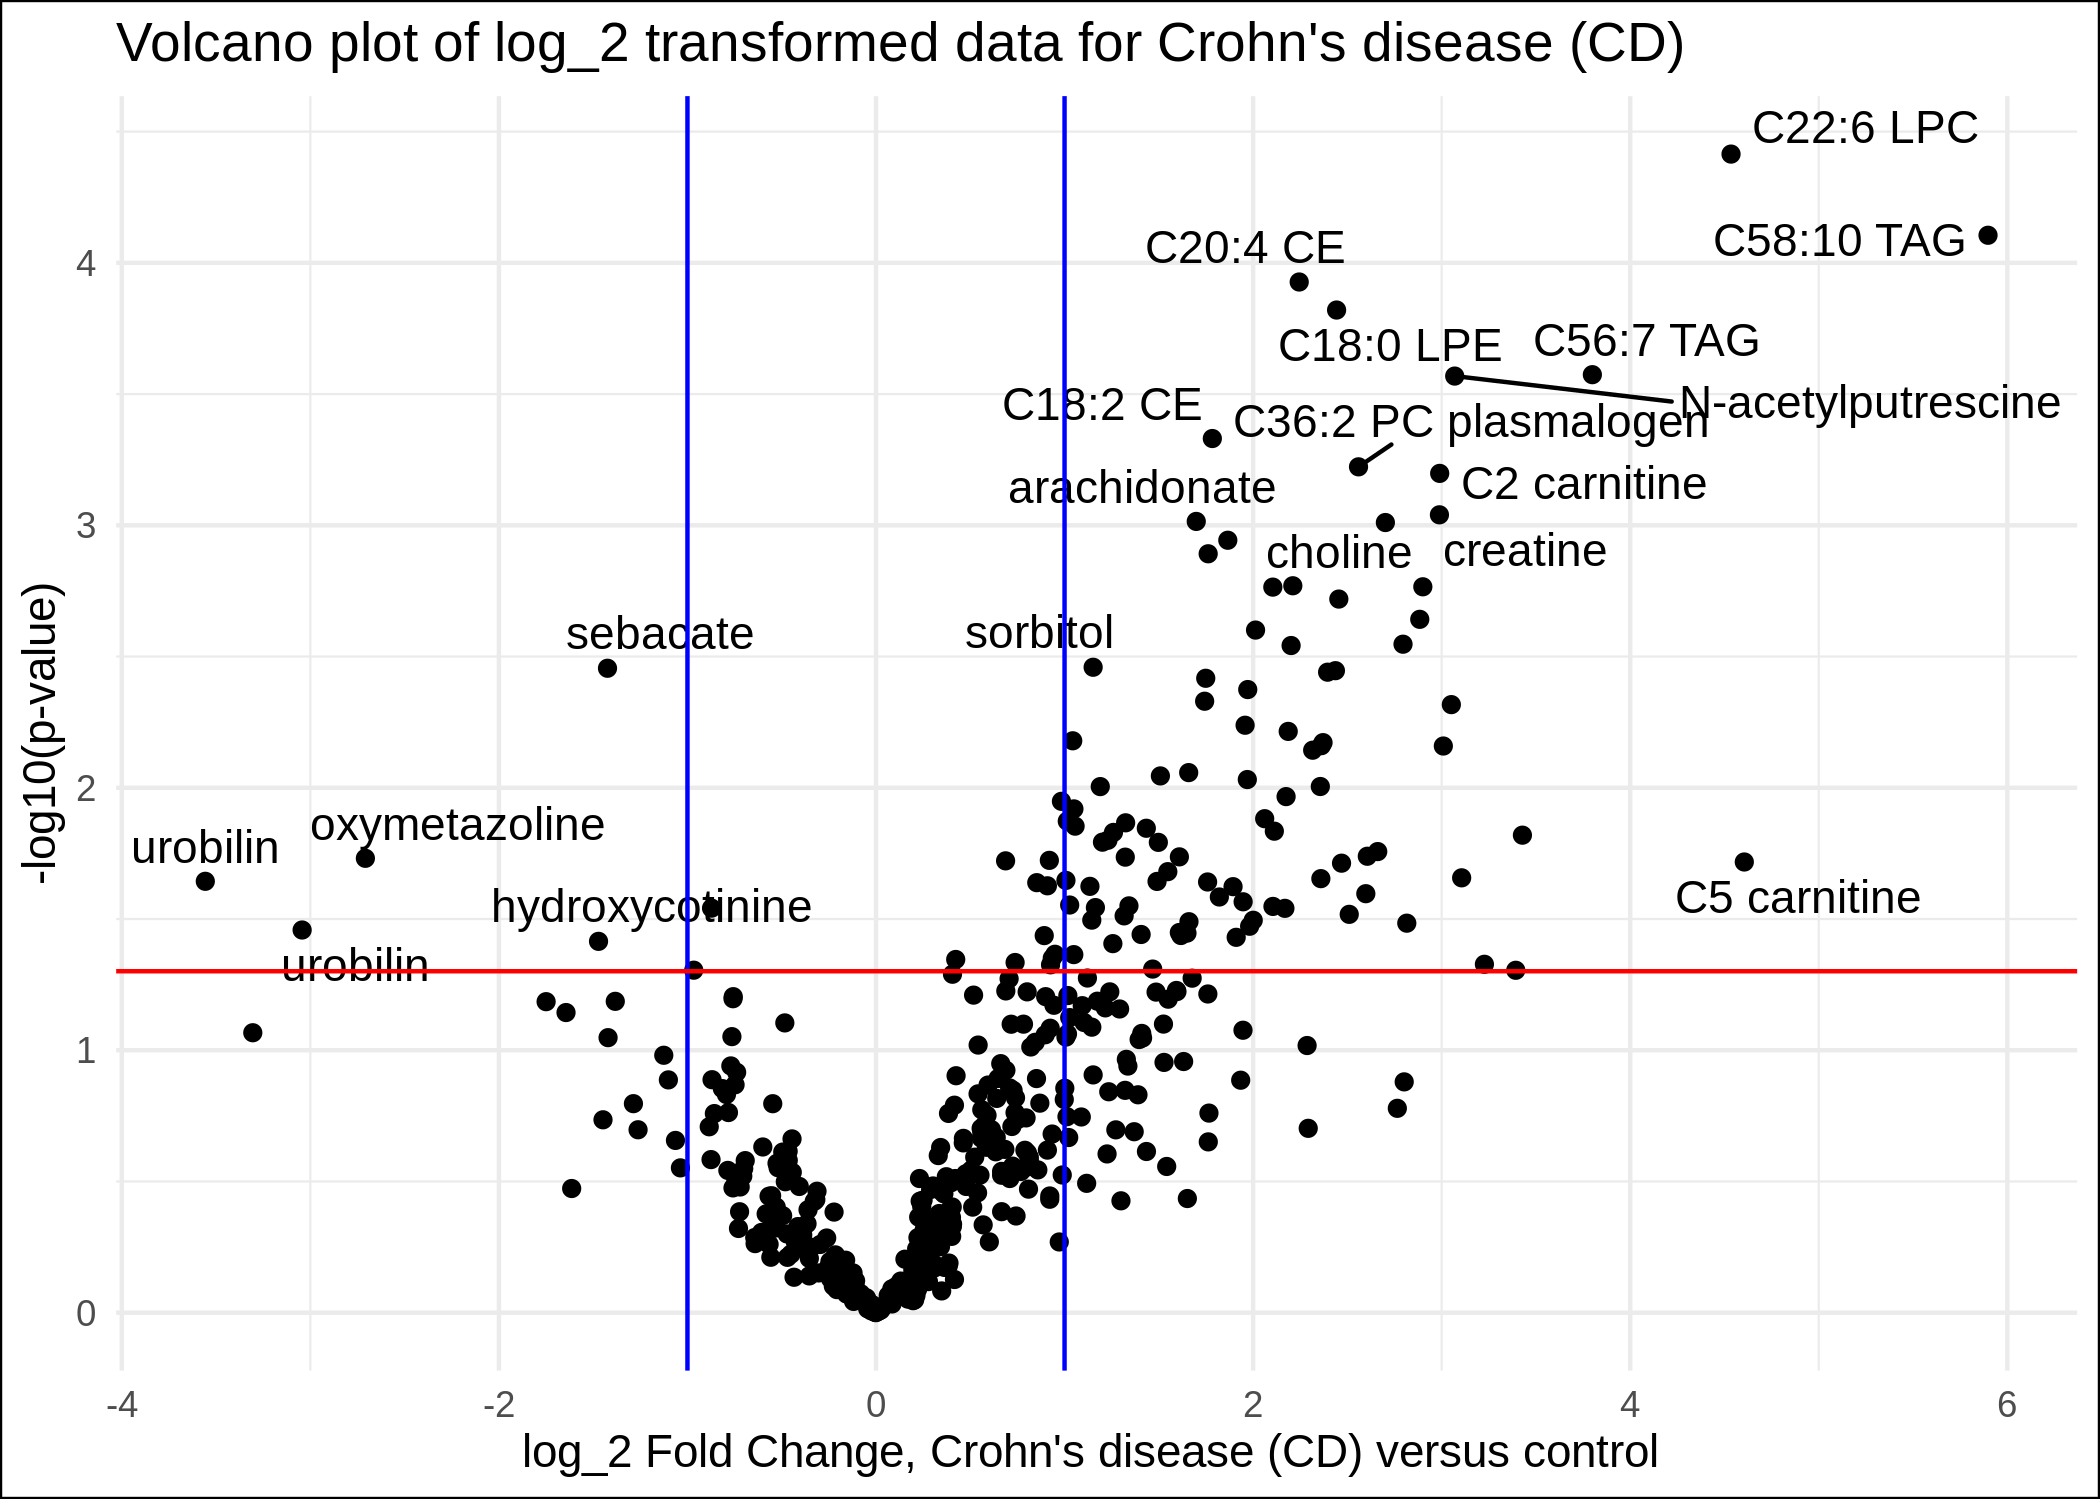 Volcano plot of log_2 transformed data for Crohn's disease (CD)
C22:6 LPC
C58:10 TAG
C20:4 CE
4
C18:0 LPE
C56:7 TAG
C18:2 CE
N-acetylputrescine
C36:2 PC plasmalogen
arachidonate
C2 carnitine
3
choline
creatine
sebacate
sorbitol
-log10(p-value)
2
oxymetazoline
urobilin
C5 carnitine
hydroxycotinine
urobilin
1
0
-4
-2
0
2
4
6
log_2 Fold Change, Crohn's disease (CD) versus control